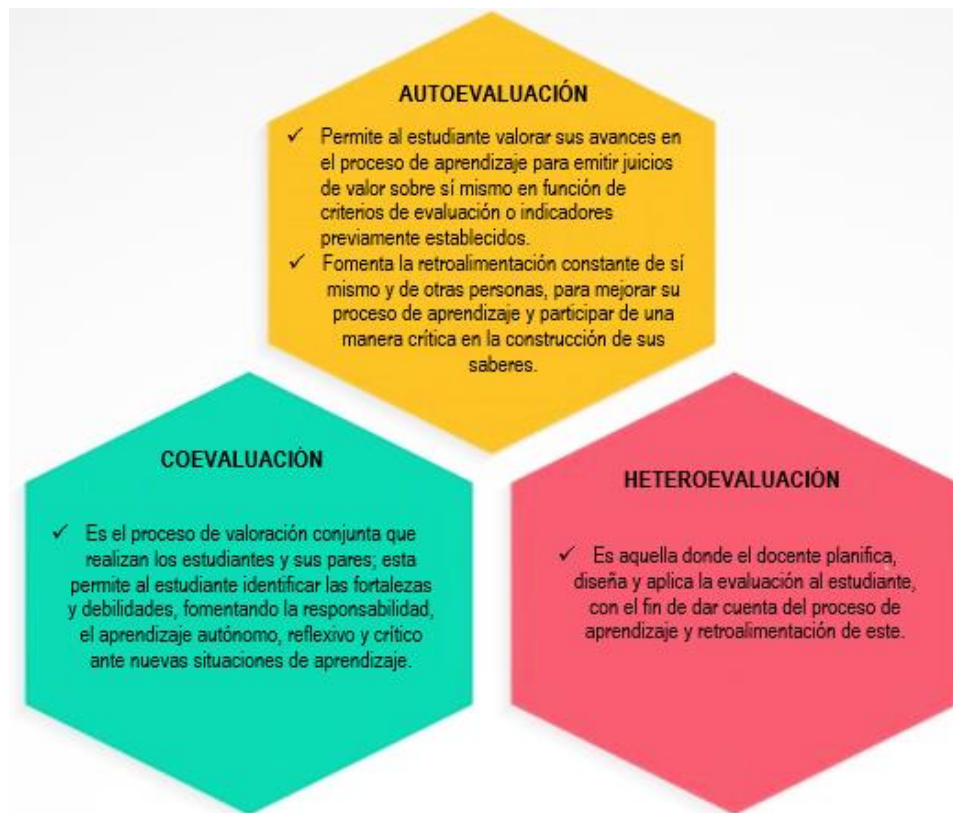 AUTOEVALUACIÓN
✓ Permite al estudiante valorar sus avances en
el proceso de aprendizaje para emitir juicios
de valor sobre sí mismo en función de
criterios de evaluación o indicadores
previamente establecidos.
✓ Fomenta la retroalimentación constante de sí
mismo y de otras personas, para mejorar su
proceso de aprendizaje y participar de una
manera crítica en la construcción de sus
saberes.
COEVALUACIÓN
✓ Es el proceso de valoración conjunta que
realizan los estudiantes y sus pares; esta
permite al estudiante identificar las fortalezas
y debilidades, fomentando la responsabilidad,
el aprendizaje autónomo, reflexivo y crítico
ante nuevas situaciones de aprendizaje.
HETEROEVALUACIÓN
✓ Es aquella donde el docente planifica,
diseña y aplica la evaluación al estudiante,
con el fin de dar cuenta del proceso de
aprendizaje y retroalimentación de este.